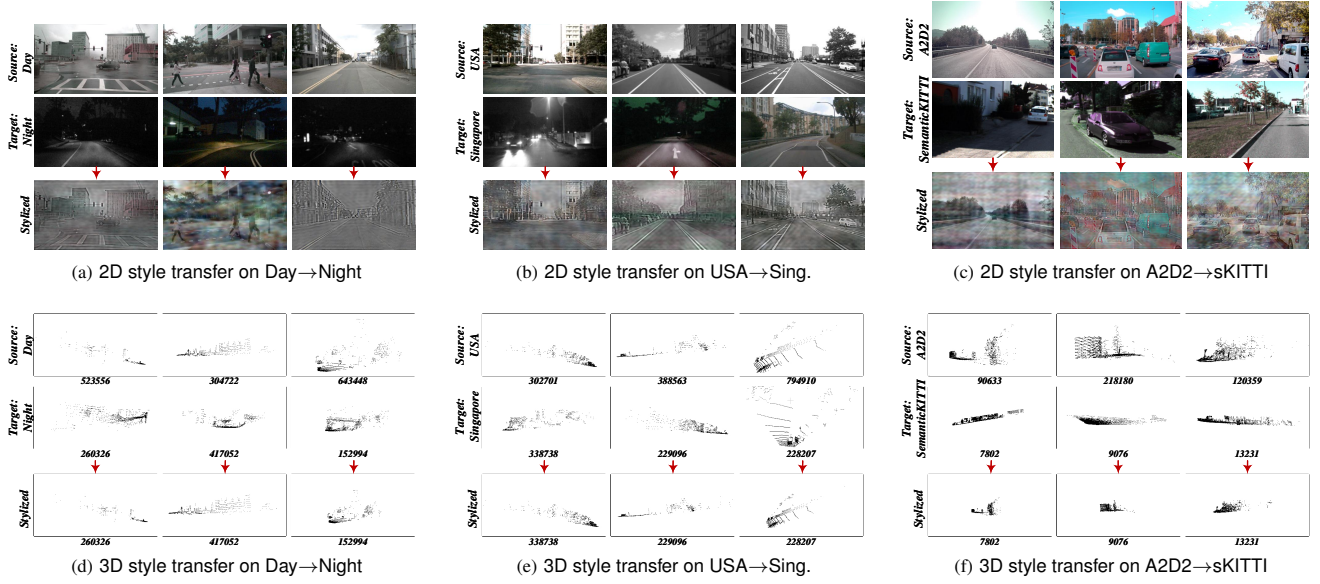 Source:
Day
Target:
Night
Stylized
(a) 2D style transfer on Day→Night
Source:
USA
Target:
Singapore
Stylized
(b) 2D style transfer on USA→Sing.
Source:
A2D2
Target:
SemanticKITTI
Stylized
(c) 2D style transfer on A2D2→sKITTI
Source:
Day
523556 304722 643448
Target:
Night
260326 417052 152994
Stylized
260326 417052 152994
(d) 3D style transfer on Day→Night
Source:
USA
302701 388563 794910
Target:
Singapore
338738 229096 228207
Stylized
338738 229096 228207
(e) 3D style transfer on USA→Sing.
Source:
A2D2
90633 218180 120359
Target:
SemanticKITTI
7802 9076 13231
Stylized
7802 9076 13231
(f) 3D style transfer on A2D2→sKITTI